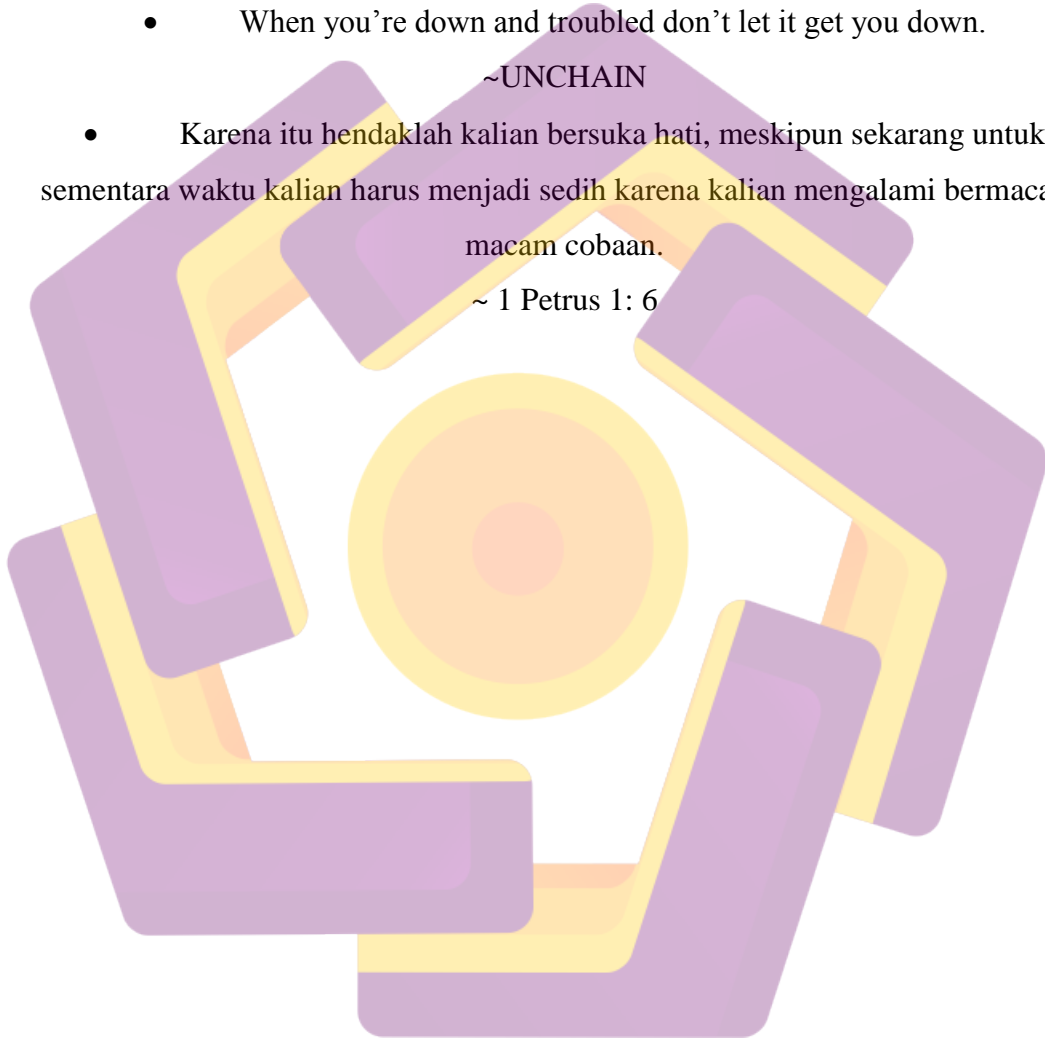 • When you’re down and troubled don’t let it get you down.
~UNCHAIN
• Karena itu hendaklah kalian bersuka hati, meskipun sekarang untuk
sementara waktu kalian harus menjadi sedih karena kalian mengalami
macam cobaan.
~ 1 Petrus 1: 6